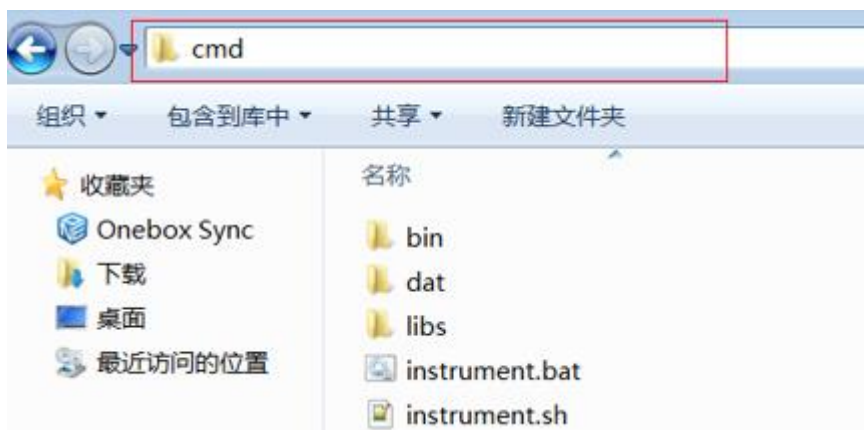 cmd
组织 包含到库中 共享 新建文件夹
收藏夹
Onebox Sync
下载
桌面
最近访问的位置
名称
bin
dat
libs
instrument.bat
instrument.sh